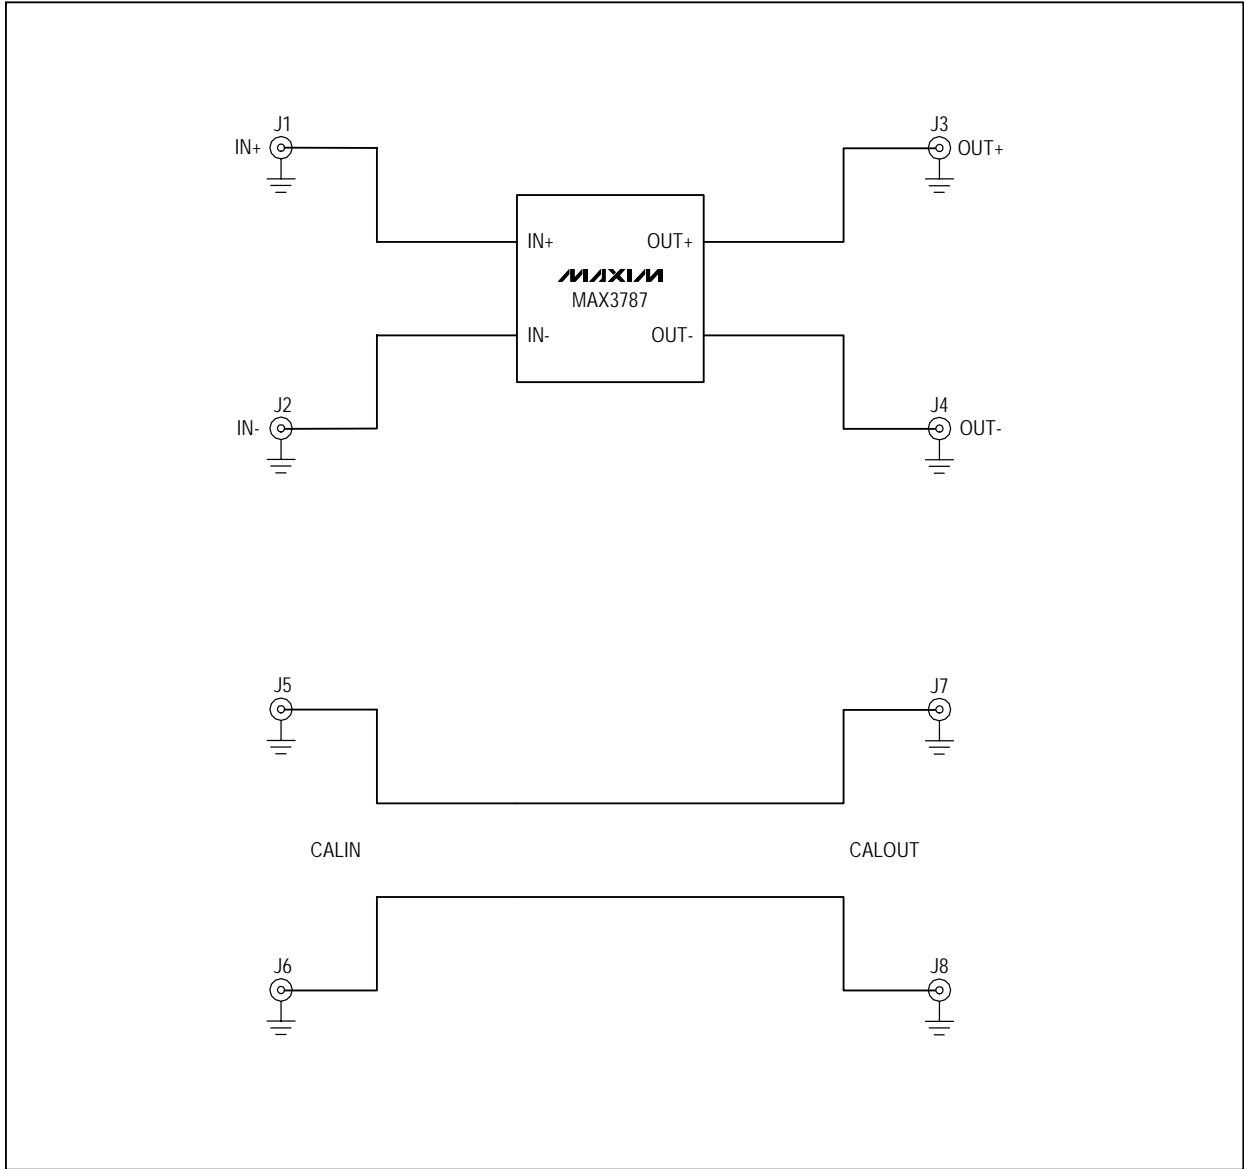 J1
IN+
J3
OUT+
IN+
OUT+
MAXIM
MAX3787
IN-
OUT-
J2
IN-
J4
OUT-
J5
J7
CALIN
CALOUT
J6
J8